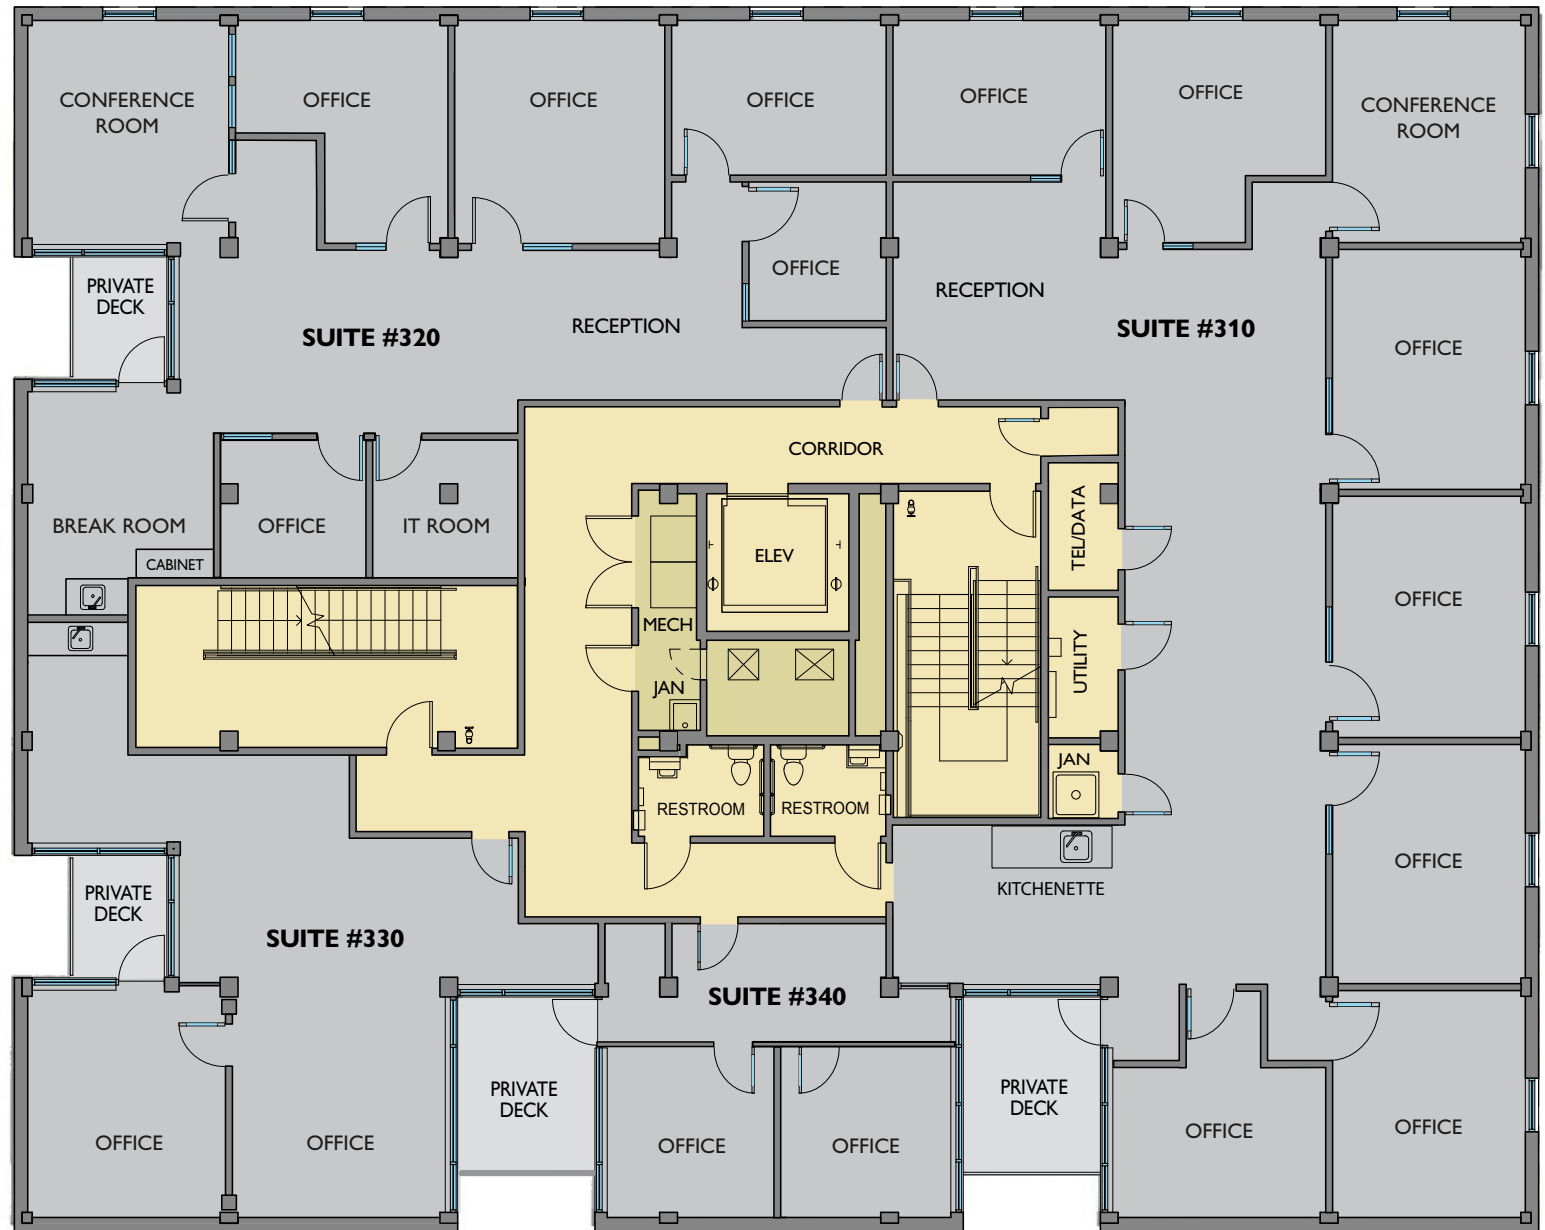 CONFERENCE
ROOM
OFFICE
OFFICE
OFFICE
OFFICE
OFFICE
CONFERENCE
ROOM
PRIVATE
DECK
SUITE #320
RECEPTION
OFFICE
RECEPTION
SUITE #310
OFFICE
CORRIDOR
BREAK ROOM
CABINET
OFFICE
IT ROOM
ELEV
TEL/DATA
OFFICE
MECH
JAN
UTILITY
JAN
RESTROOM
RESTROOM
OFFICE
KITCHENETTE
PRIVATE
DECK
SUITE #330
SUITE #340
PRIVATE
DECK
PRIVATE
DECK
OFFICE
OFFICE
OFFICE
OFFICE
OFFICE
OFFICE